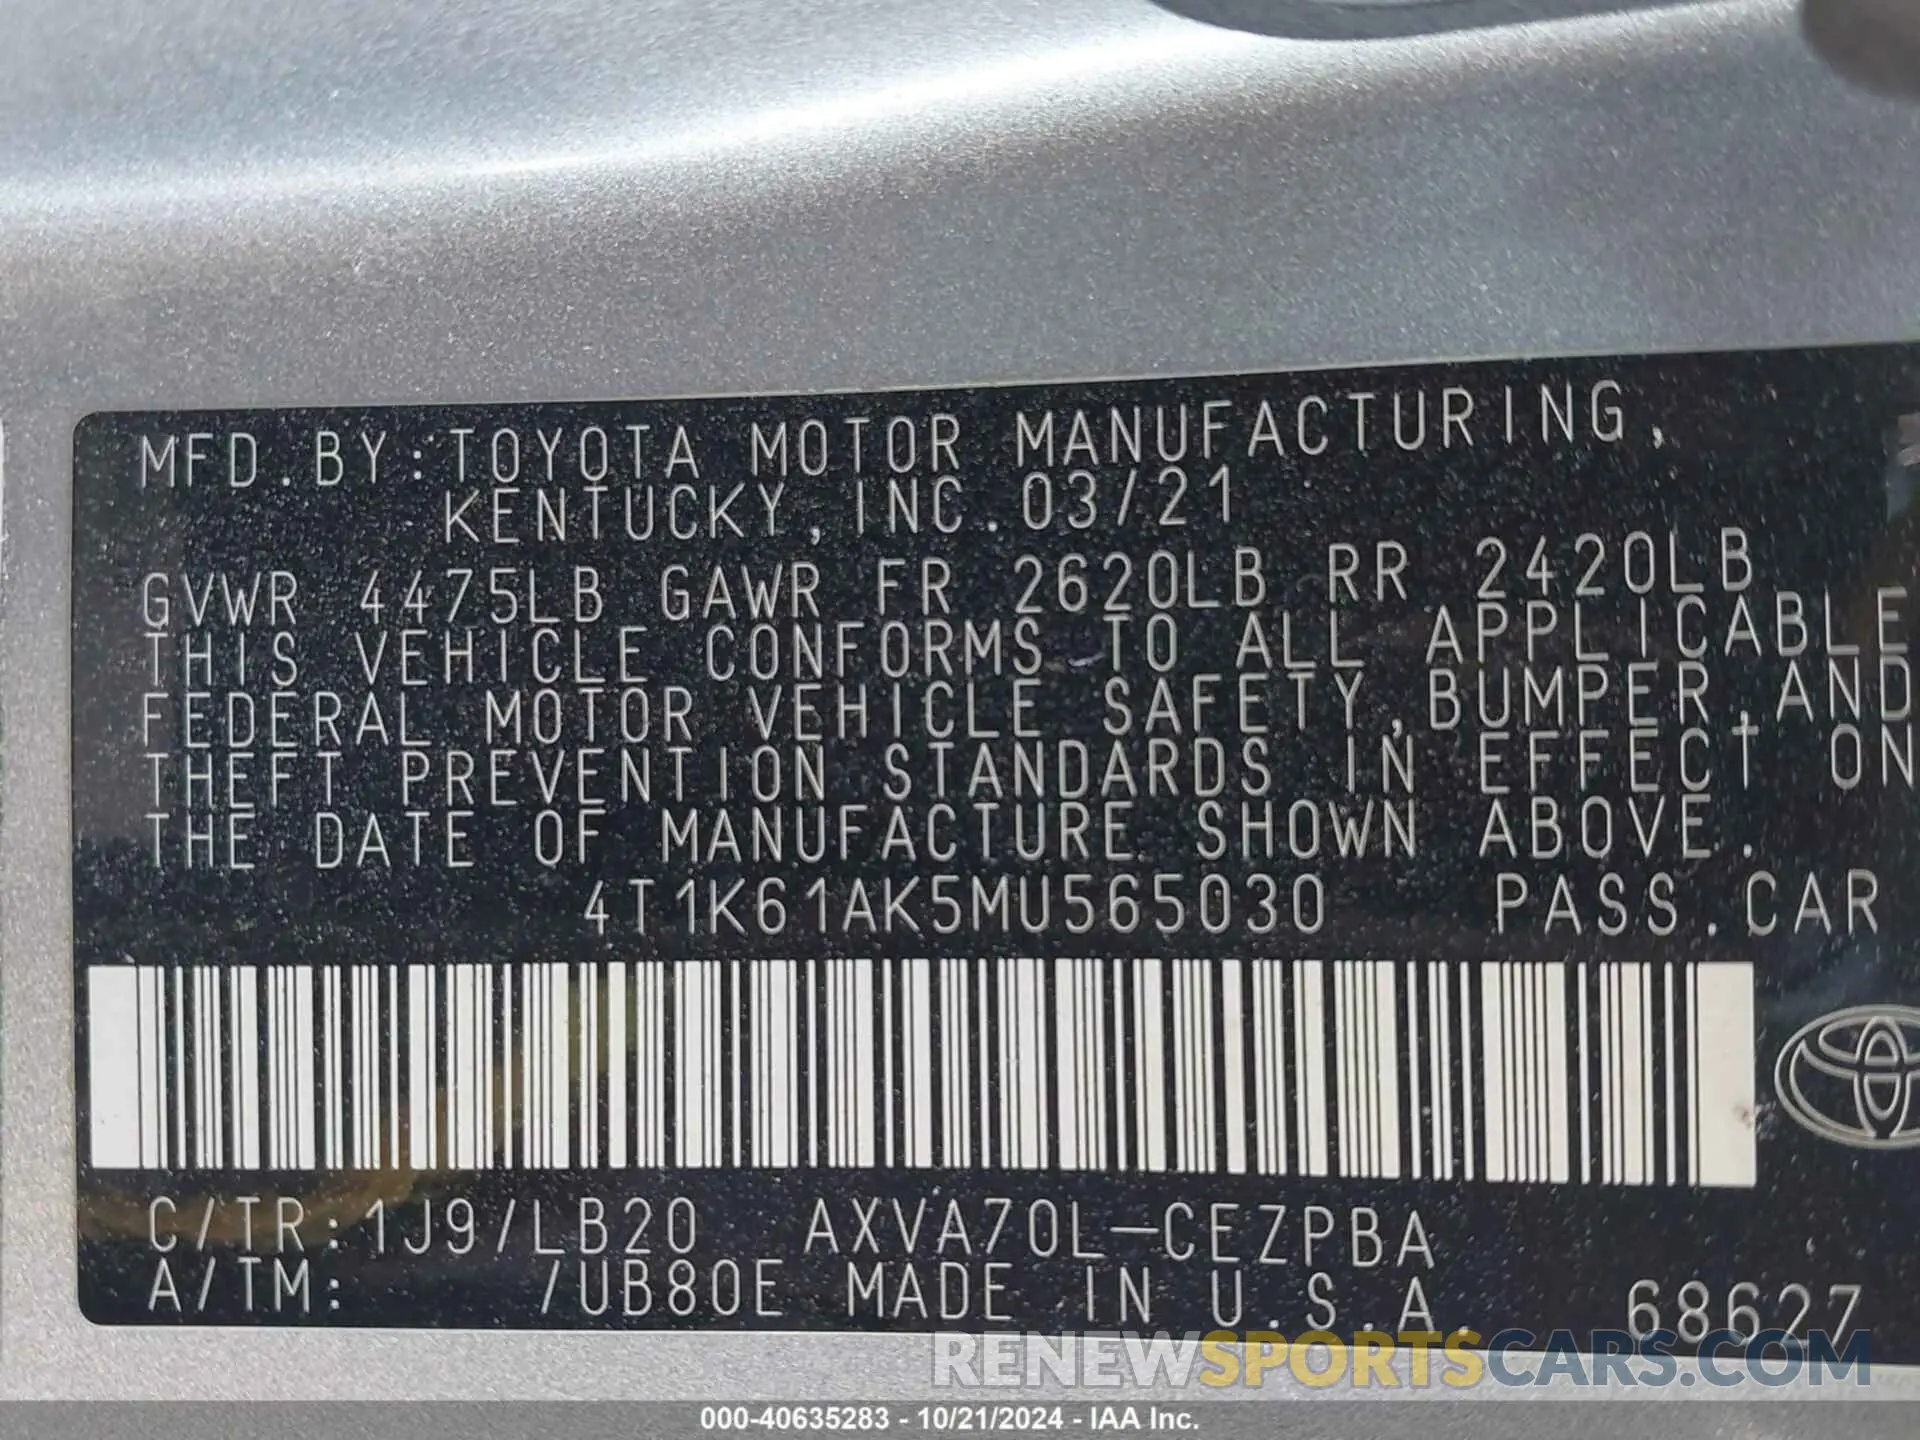 MFD.BY:TOYOTA MOTOR MANUFACTURING,
KENTUCKY,INC.03/21
GVWR 4475LB GAWR FR 2620LB RR 2420LB
THIS VEHICLE CONFORMS TO ALL APPLICABLE
FEDERAL MOTOR VEHICLE SAFETY,BUMPER,AND
THEFT PREVENTION STANDARDS IN EFFECT ON
THE DATE OF MANUFACTURE SHOWN ABOVE.
4T1K61AK5MU565030 PASS.CAR
C/TR:1J9/LB20 AXVA70L-CEZPBA
A/TM: /UB80E MADE IN U.S.A. 68627
RENEWSPORTSCARS.COM
000-40635283 - 10/21/2024 - IAA Inc.